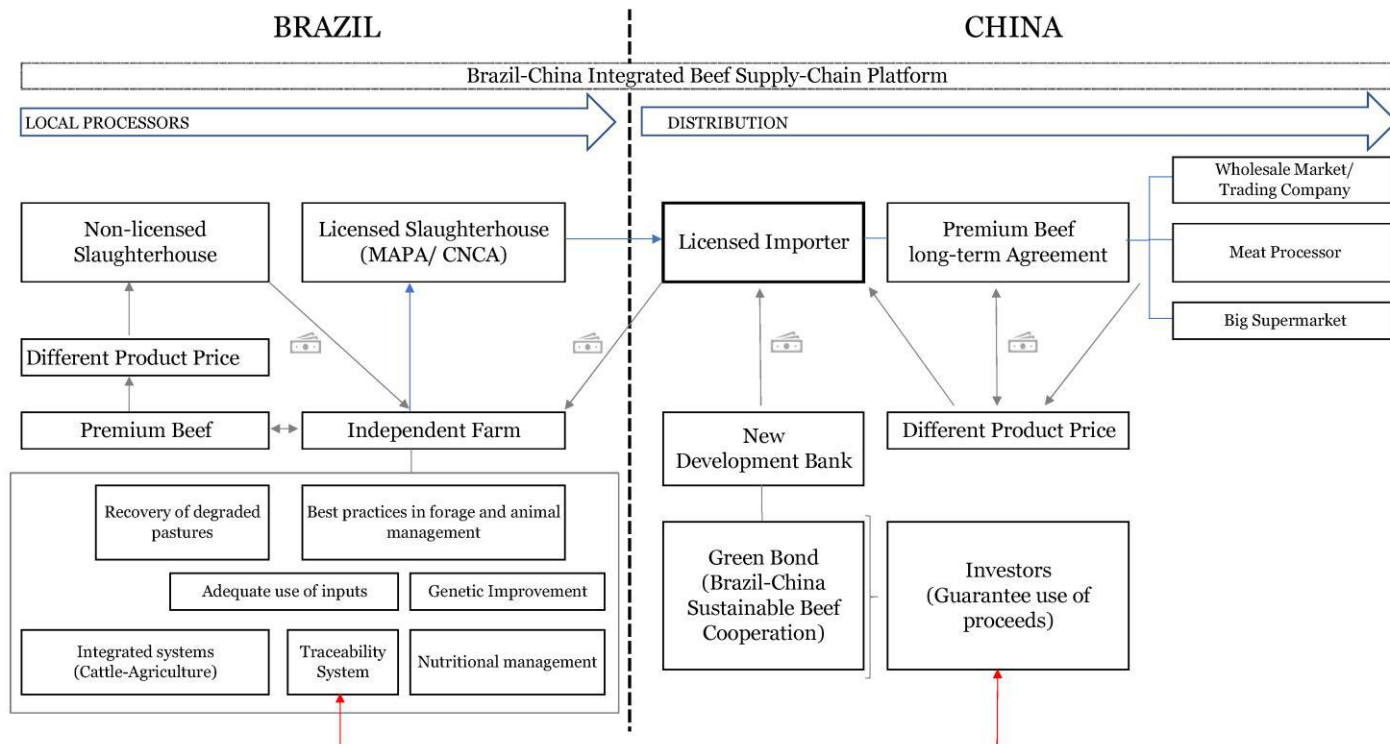 BRAZIL
CHINA
Brazil-China Integrated Beef Supply-Chain Platform
LOCAL PROCESSORS
DISTRIBUTION
Non-licensed
Slaughterhouse
Licensed Slaughterhouse
(MAPA/ CNCA)
Licensed Importer
Premium Beef
long-term Agreement
Wholesale Market/
Trading Company
Meat Processor
Big Supermarket
Different Product Price
Premium Beef
Independent Farm
New
Development Bank
Different Product Price
Recovery of degraded
pastures
Best practices in forage and animal
management
Adequate use of inputs
Genetic Improvement
Integrated systems
(Cattle-Agriculture)
Traceability
System
Nutritional management
Green Bond
(Brazil-China
Sustainable Beef
Cooperation)
Investors
(Guarantee use of
proceeds)